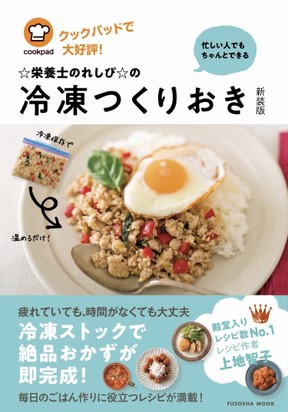 cookpad
クックパッドで
大好評!
忙しい人でも
ちゃんとできる
☆栄養士のれしぴ☆の
冷凍つくりおき
新装版
冷凍保存で
温めるだけ!
疲れていても、時間がなくても大丈夫
冷凍ストックで
絶品おかずが
即完成!
毎日のごはん作りに役立つレシピが満載!
殿堂入り
レシピ数No.1
レシピ作者
上地智子
FUSOSHA MOOK